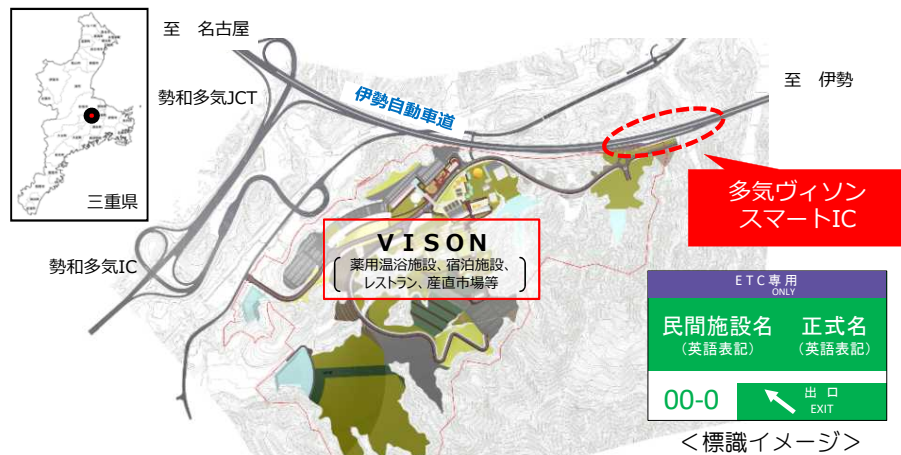 至 名古屋
勢和多気JCT
伊勢自動車道
至 伊勢
三重県
多気ヴィソン
スマートIC
勢和多気IC
VISON
薬用温浴施設、宿泊施設、
レストラン、産直市場等
ETC専用
ONLY
民間施設名 正式名
(英語表記) (英語表記)
00-0
出口
EXIT
<標識イメージ>